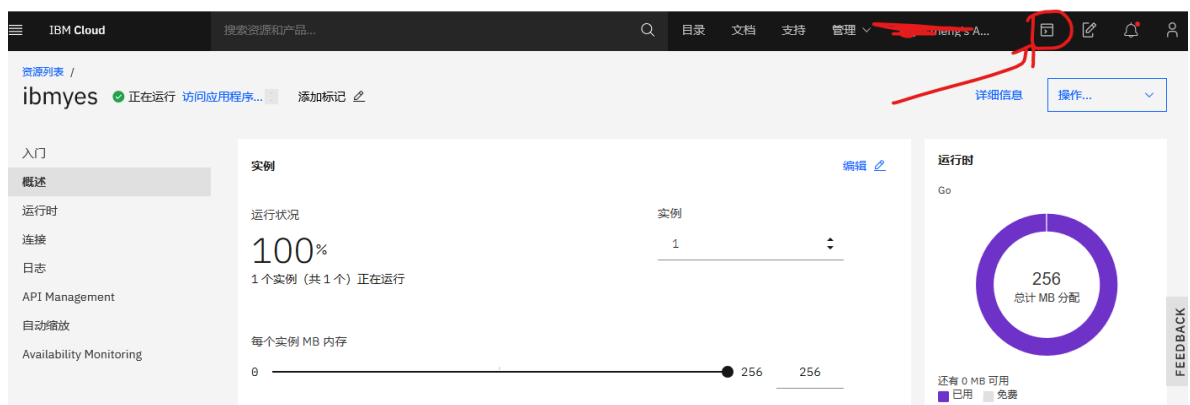 IBM Cloud 搜索资源和产品... 目录 文档 支持 管理 A...
资源列表 /
ibmyes 正在运行 访问应用程序... 添加标记 详细信息 操作...
入门
概述
运行时
连接
日志
API Management
自动缩放
Availability Monitoring
实例 编辑
运行状况 实例
100% 1
1 个实例（共 1 个）正在运行
每个实例 MB 内存
0 256 256
运行时
Go
256
总计 MB 分配
还有 0 MB 可用
已用 免费
FEEDBACK